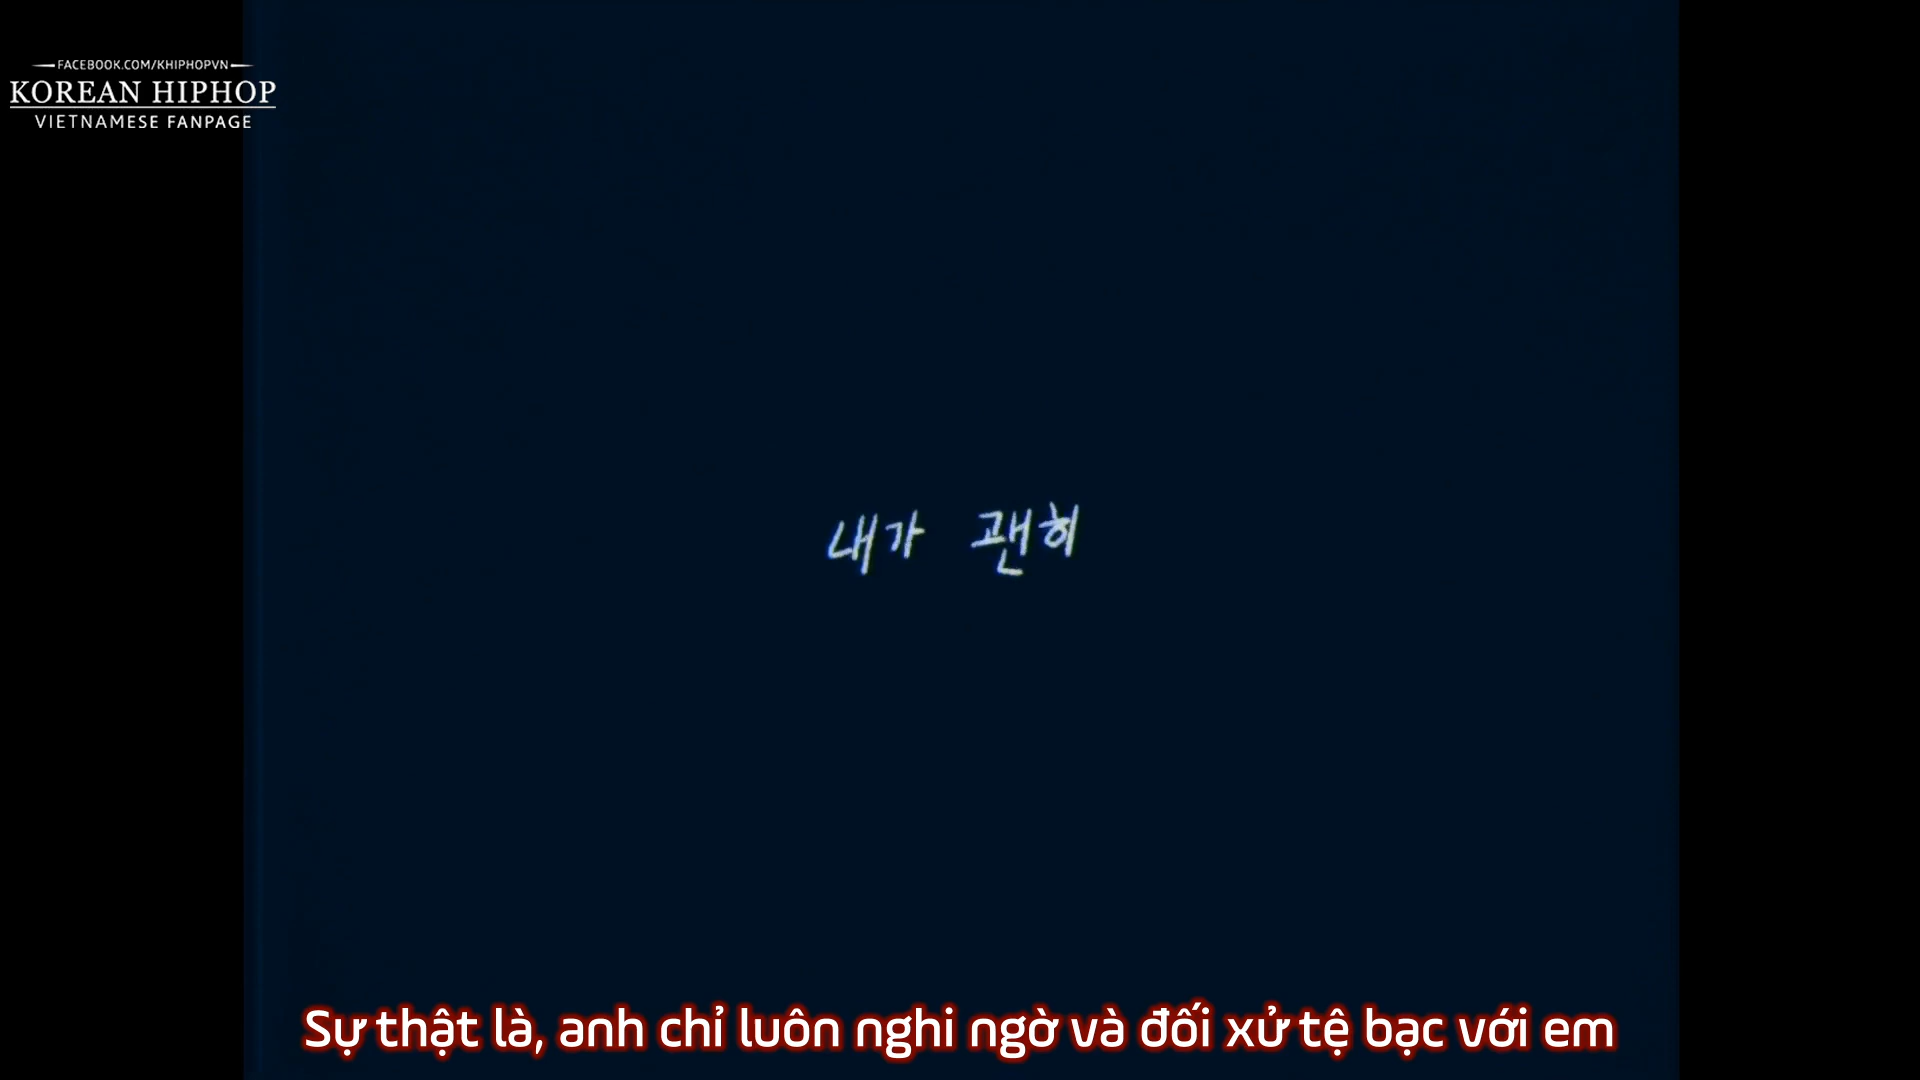 FACEBOOK.COM/KHIPHOPVN
KOREAN HIPHOP
VIETNAMESE FANPAGE
내가 괜히
Sự thật là, anh chỉ luôn nghi ngờ và đối xử tệ bạc với em